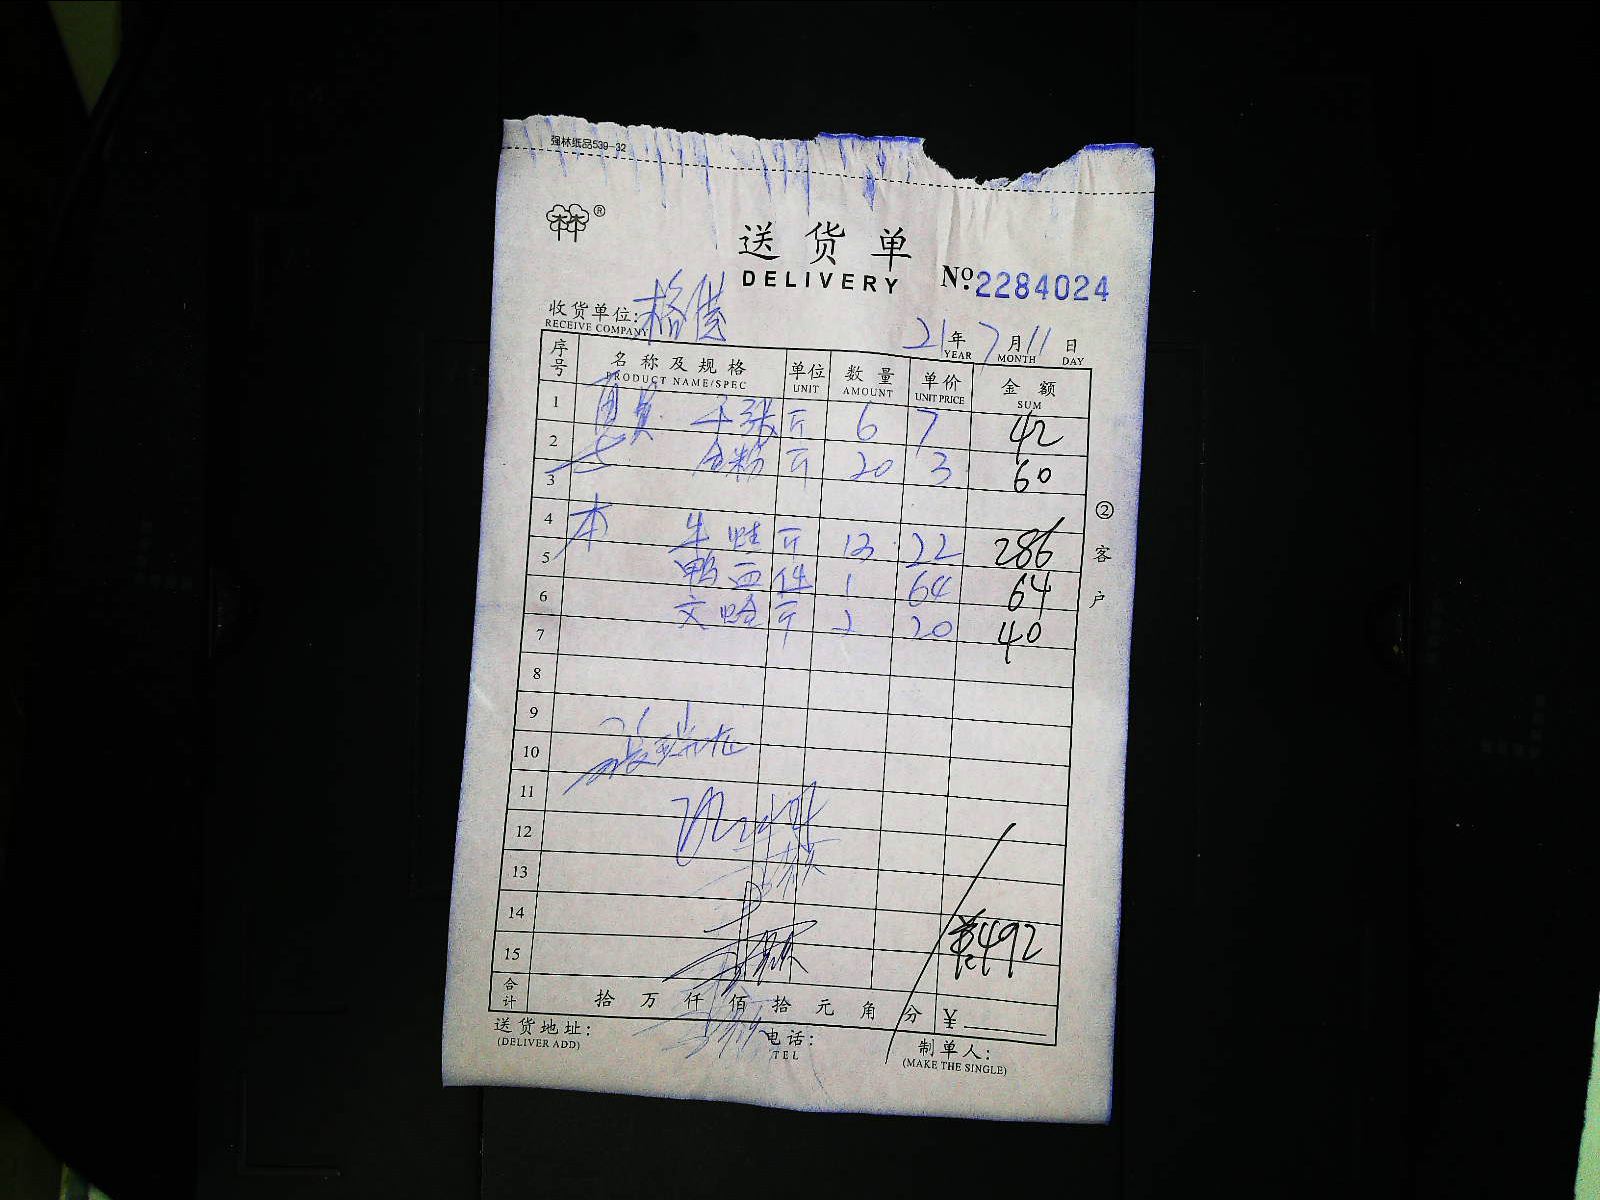 强林纸品539-32
®
送货单
DELIVERY
No.2284024
收货单位:
RECEIVE COMPANY
21年7月11日
YEAR MONTH DAY
序号 名称及规格 单位 数量 单价 金额
PRODUCT NAME/SPEC UNIT AMOUNT UNIT PRICE SUM
1 千张 斤 6 7 42
2 粉 斤 20 3 60
3
4 本 牛蛙 斤 13 22 286
5 鸭血 件 1 64 64
6 文蛤 斤 2 20 40
7
8
9
10
11
12
13
14 492
15
合计 拾万仟佰拾元角分 ¥
送货地址: 电话: 制单人:
(DELIVER ADD) TEL (MAKE THE SINGLE)
②客户